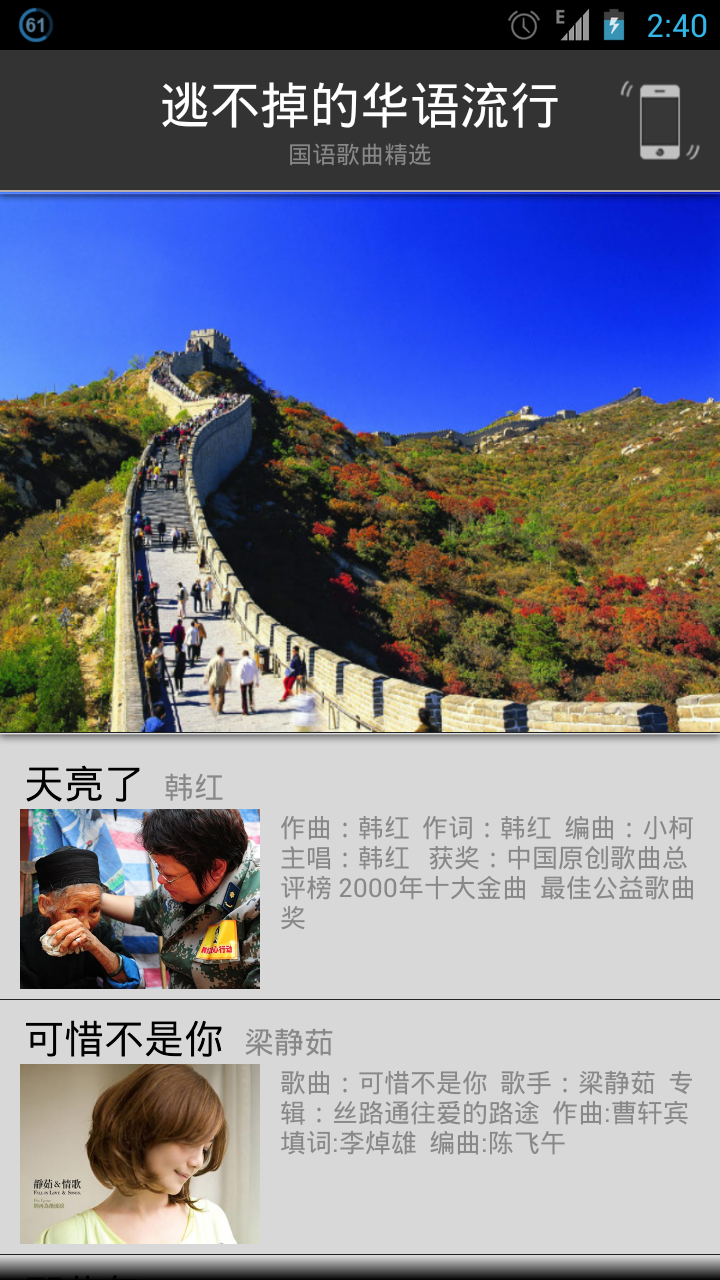 61
E
2:40
逃不掉的华语流行
国语歌曲精选
天亮了 韩红
作曲：韩红 作词：韩红 编曲：小柯
主唱：韩红 获奖：中国原创歌曲总
评榜 2000年十大金曲 最佳公益歌曲
奖
可惜不是你 梁静茹
歌曲：可惜不是你 歌手：梁静茹 专
辑：丝路通往爱的路途 作曲:曹轩宾
填词:李焯雄 编曲:陈飞午
靜茹&情歌